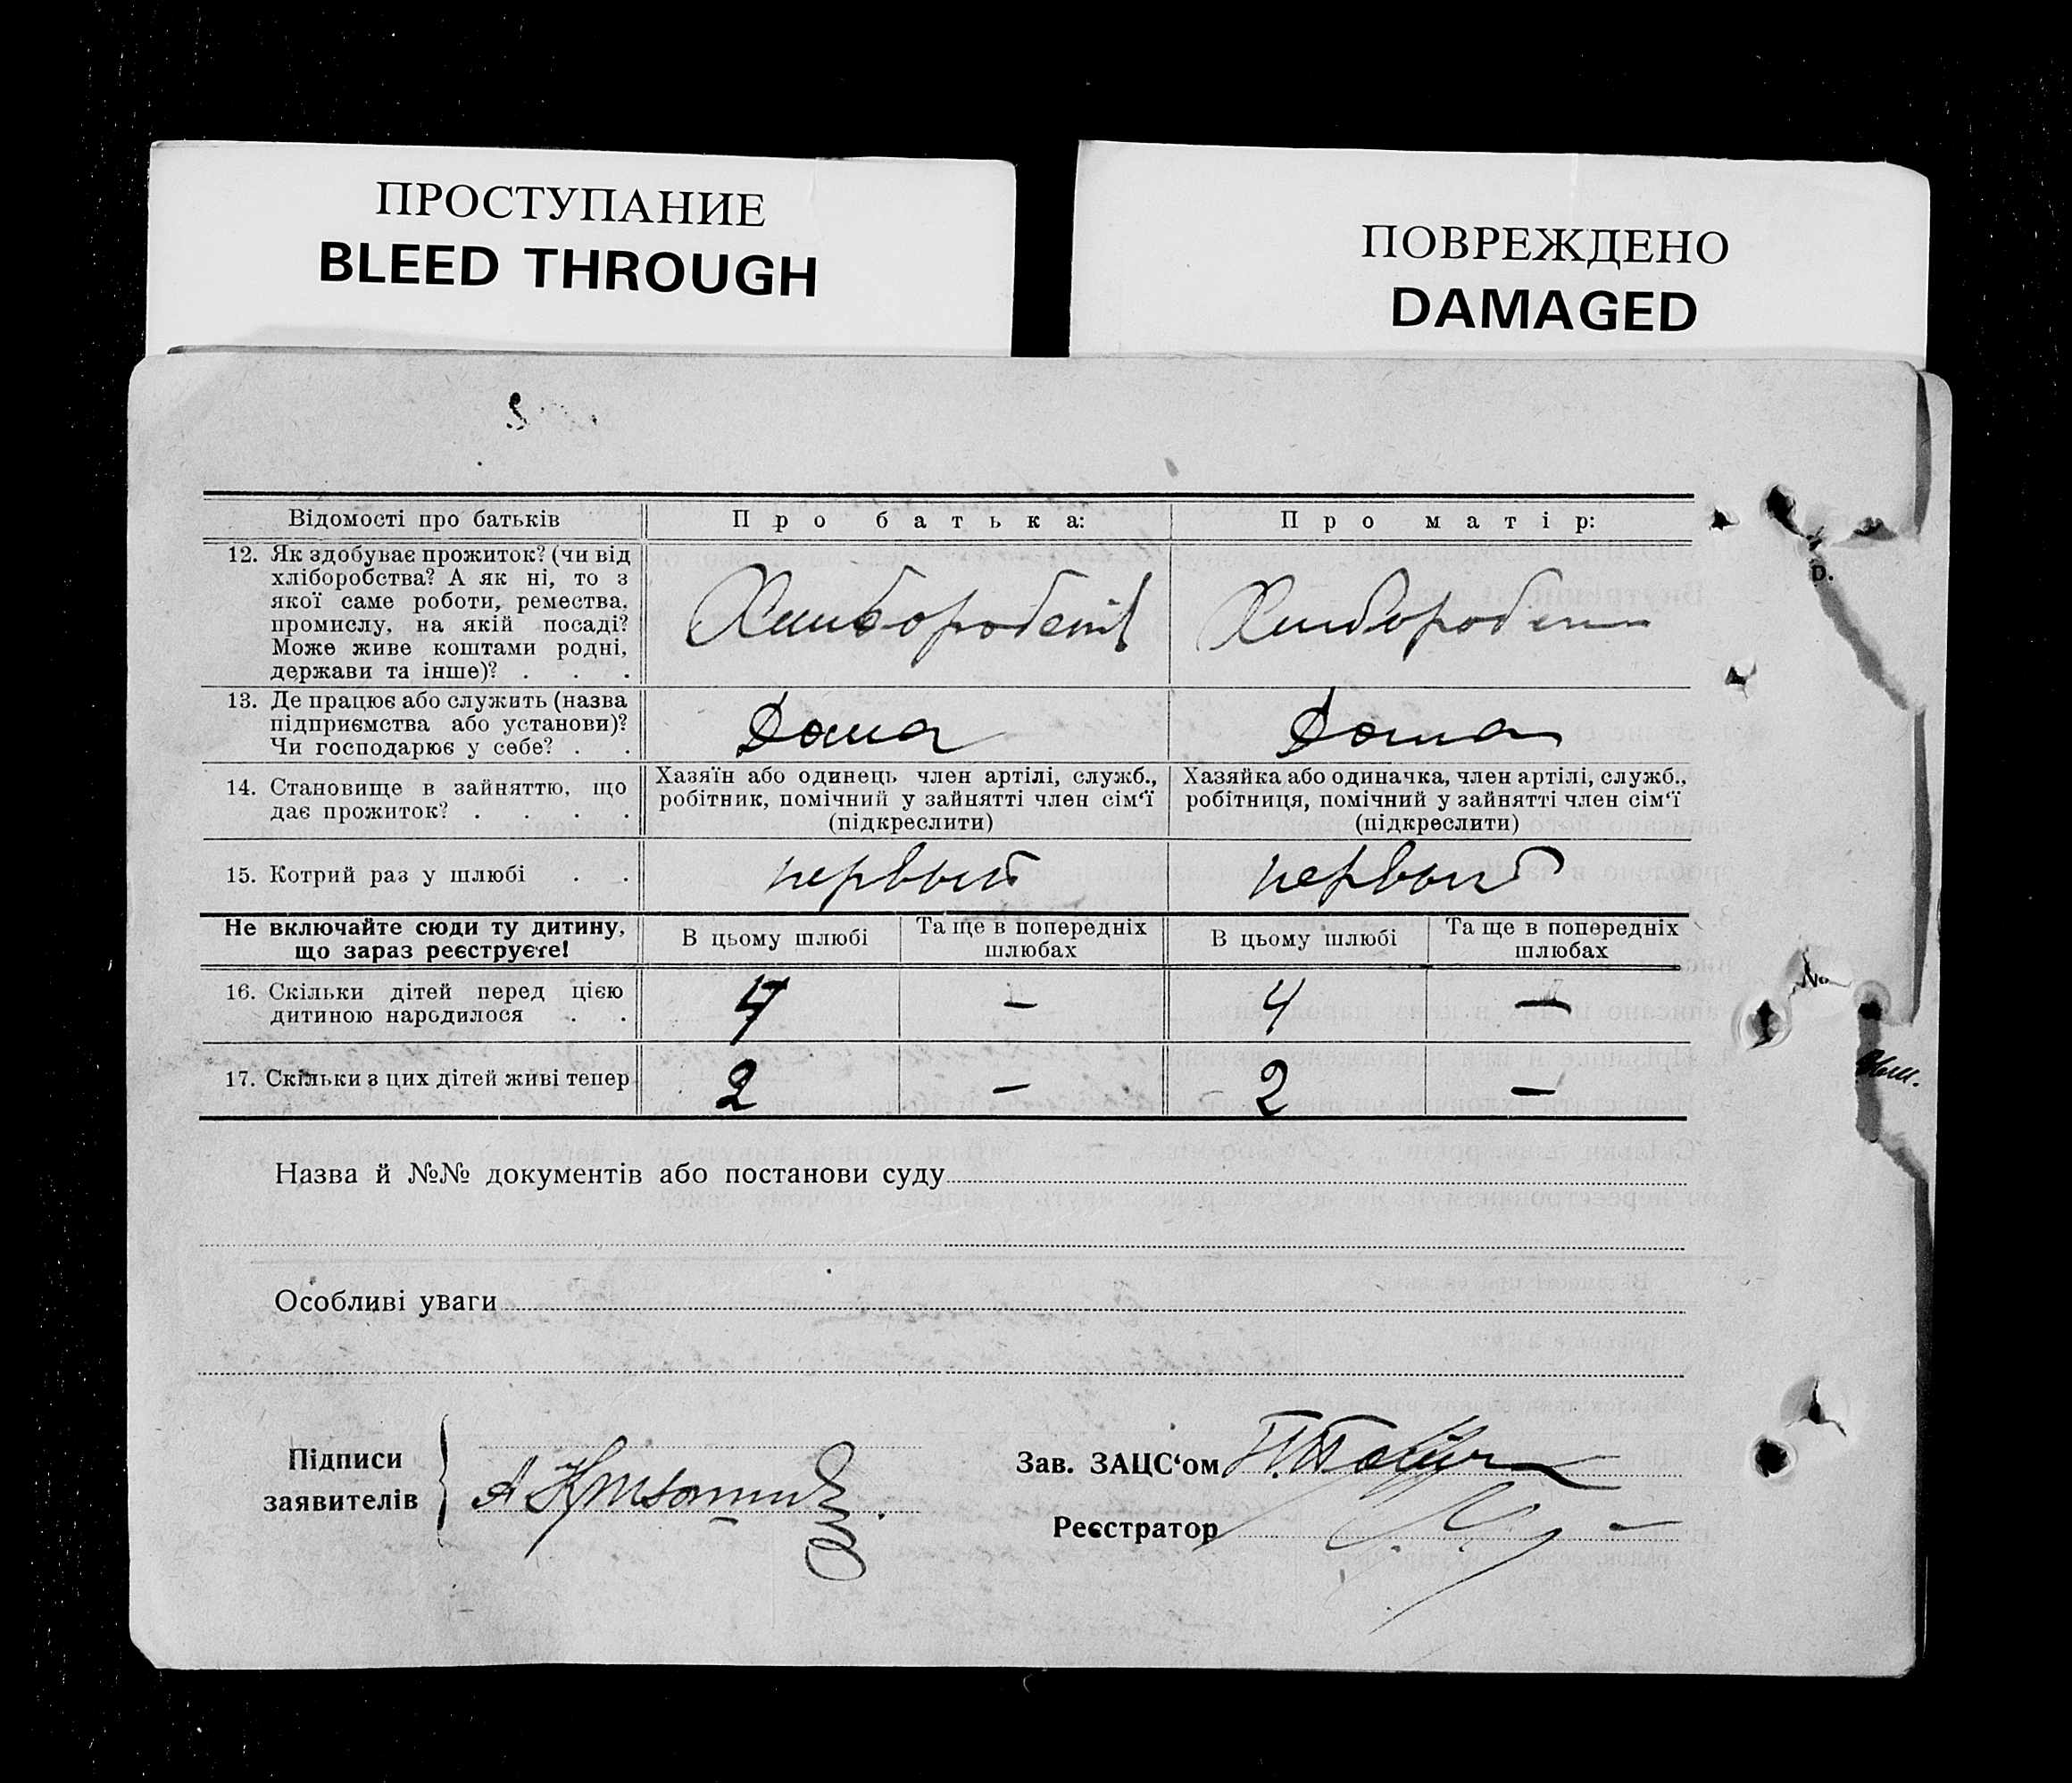 ПРОСТУПАНИЕ
BLEED THROUGH
ПОВРЕЖДЕНО
DAMAGED
Відомості про батьків
Про батька:
Про матір:
12. Як здобуває прожиток? (чи від
хліборобства? А як ні, то з
якої саме роботи, ремества,
промислу, на якій посаді?
Може живе коштами родні,
держави та інше)? . . .
13. Де працює або служить (назва
підприємства або установи)?
Чи господарює у себе? . .
Дома
Дома
14. Становище в зайняттю, що
дає прожиток? . . . .
Хазяїн або одинець член артілі, служб.,
робітник, помічний у зайнятті член сім‘ї
(підкреслити)
Хазяйка або одиначка, член артілі, служб.,
робітниця, помічний у зайнятті член сім‘ї
(підкреслити)
15. Котрий раз у шлюбі . .
первый
первый
Не включайте сюди ту дитину,
що зараз реєструєте!
В цьому шлюбі
Та ще в попередніх
шлюбах
В цьому шлюбі
Та ще в попередніх
шлюбах
16. Скільки дітей перед цією
дитиною народилося . .
4
—
4
—
17. Скільки з цих дітей живі тепер
2
—
2
—
Назва й №№ документів або постанови суду
Особливі уваги
Підписи
заявителів
Зав. ЗАЦС‘ом
Реєстратор